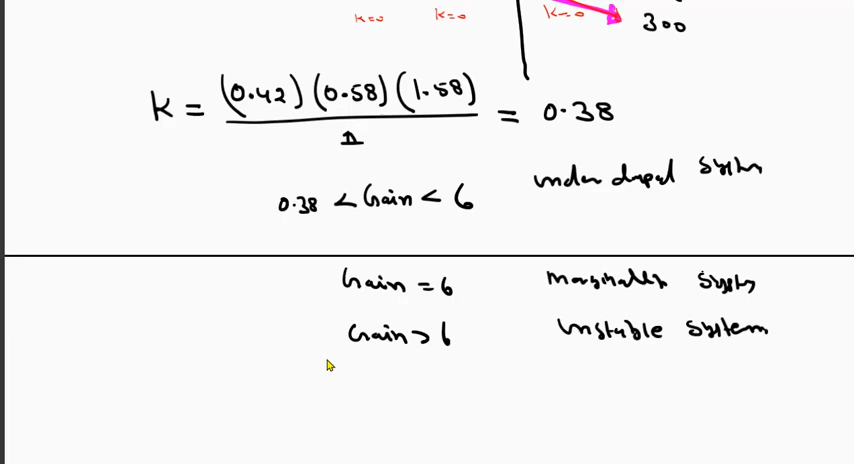 k=0 k=0 k=0
300
K = (0.42) (0.58) (1.58) / 1 = 0.38
0.38 < Gain < 6 under damped system
Gain = 6 marginally system
Gain > 6 unstable system